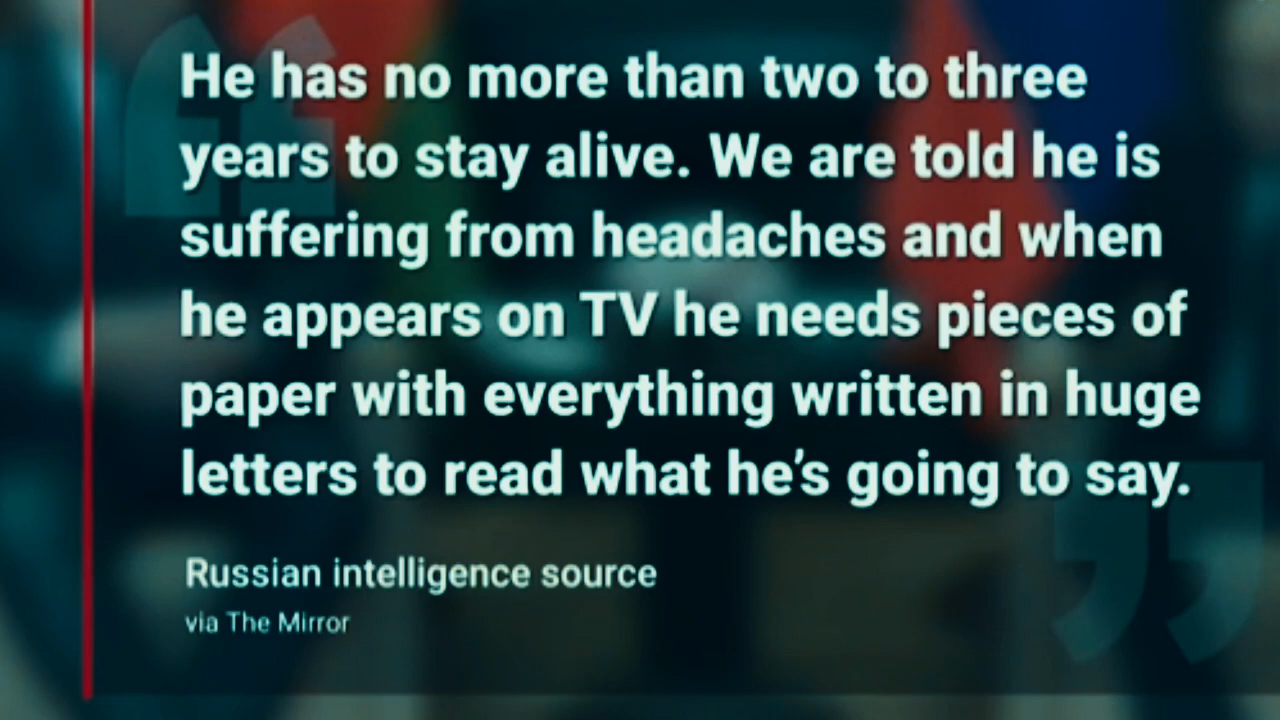 He has no more than two to three
years to stay alive. We are told he is
suffering from headaches and when
he appears on TV he needs pieces of
paper with everything written in huge
letters to read what he’s going to say.
Russian intelligence source
via The Mirror